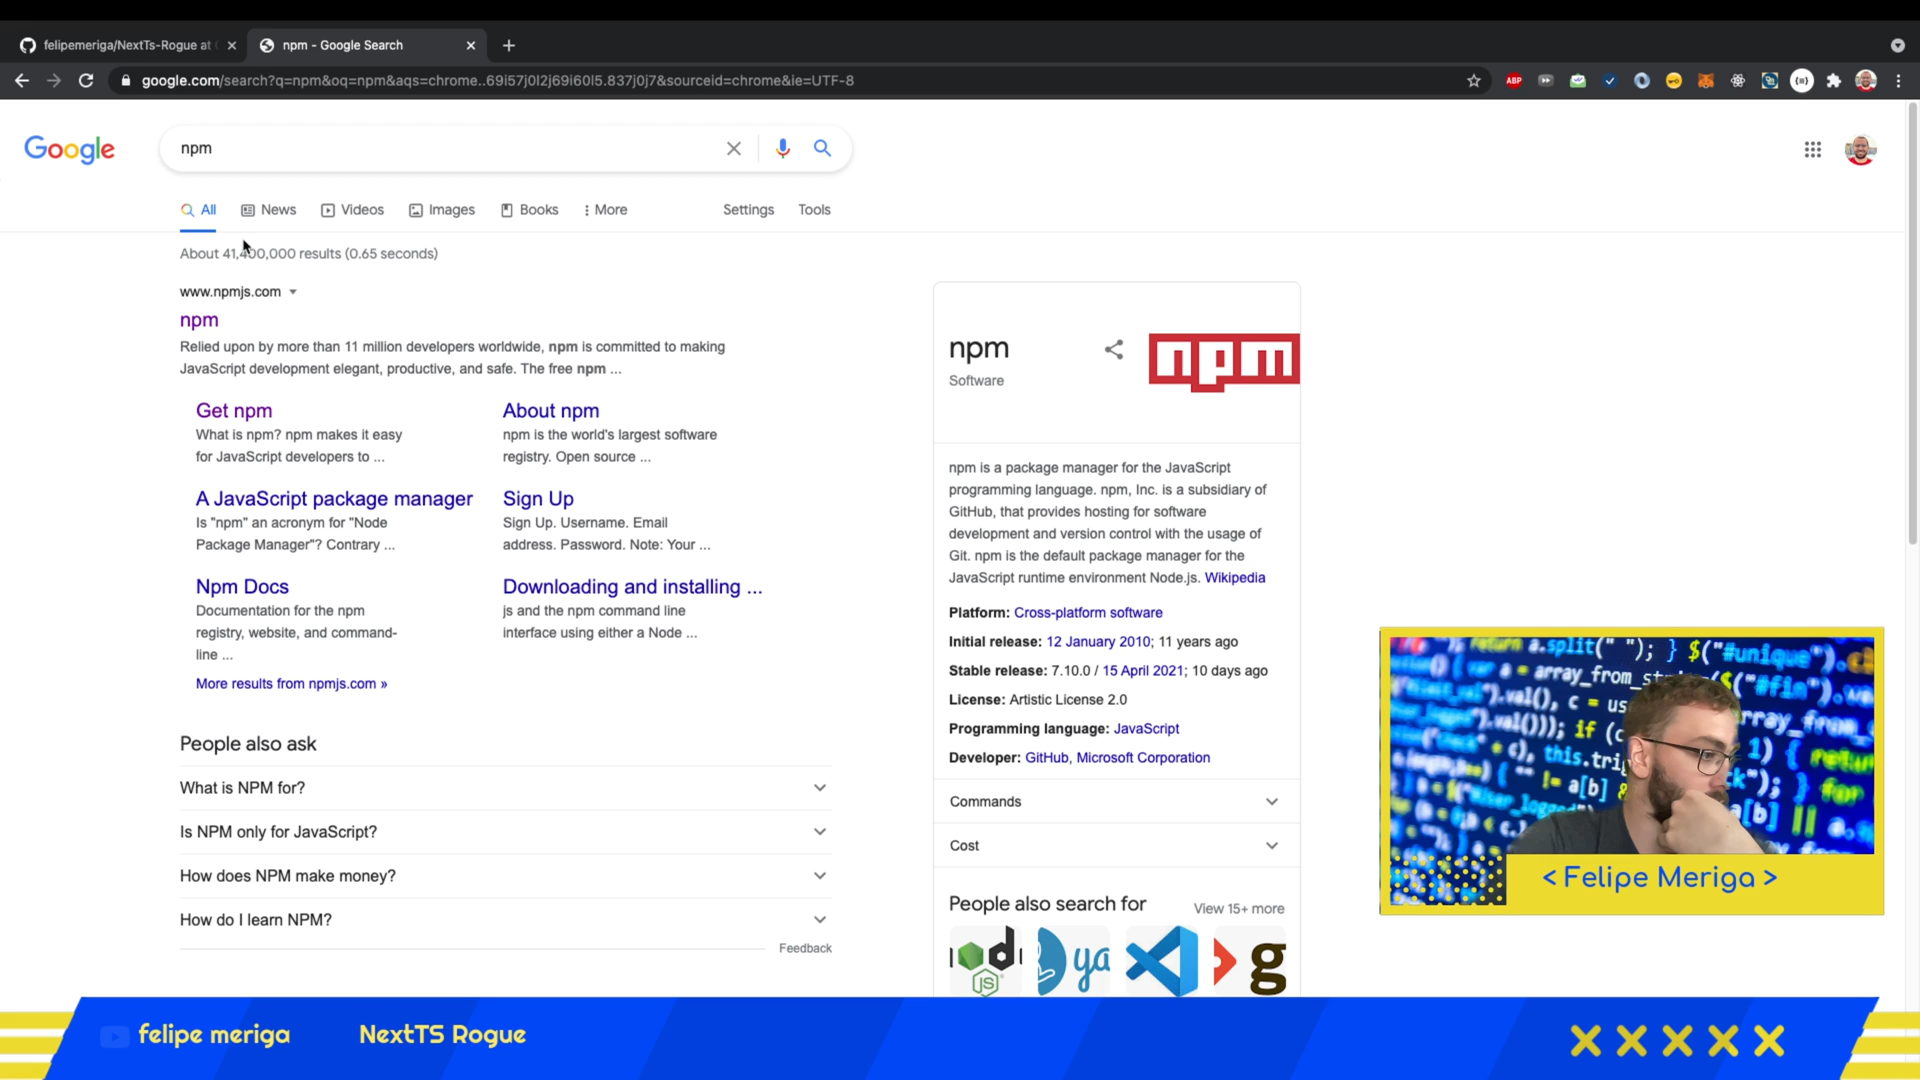 felipemeriga/NextTs-Rogue at
npm - Google Search
google.com/search?q=npm&oq=npm&aqs=chrome..69i57j0l2j69i60l5.837j0j7&sourceid=chrome&ie=UTF-8
ABP
Google
npm
All
News
Videos
Images
Books
More
Settings
Tools
About 41,400,000 results (0.65 seconds)
www.npmjs.com
npm
Relied upon by more than 11 million developers worldwide, npm is committed to making
JavaScript development elegant, productive, and safe. The free npm ...
Get npm
What is npm? npm makes it easy
for JavaScript developers to ...
About npm
npm is the world's largest software
registry. Open source ...
A JavaScript package manager
Is "npm" an acronym for "Node
Package Manager"? Contrary ...
Sign Up
Sign Up. Username. Email
address. Password. Note: Your ...
Npm Docs
Documentation for the npm
registry, website, and command-
line ...
Downloading and installing ...
js and the npm command line
interface using either a Node ...
More results from npmjs.com »
People also ask
What is NPM for?
Is NPM only for JavaScript?
How does NPM make money?
How do I learn NPM?
Feedback
npm
Software
npm
npm is a package manager for the JavaScript
programming language. npm, Inc. is a subsidiary of
GitHub, that provides hosting for software
development and version control with the usage of
Git. npm is the default package manager for the
JavaScript runtime environment Node.js. Wikipedia
Platform: Cross-platform software
Initial release: 12 January 2010; 11 years ago
Stable release: 7.10.0 / 15 April 2021; 10 days ago
License: Artistic License 2.0
Programming language: JavaScript
Developer: GitHub, Microsoft Corporation
Commands
Cost
People also search for
View 15+ more
JS
ya
g
return a.split(" "); } $("#unique")
a = array_from_
$("#fin")
.val(), c =
.val())); if (c
this.tri
!= a[b]
< Felipe Meriga >
felipe meriga
NextTS Rogue